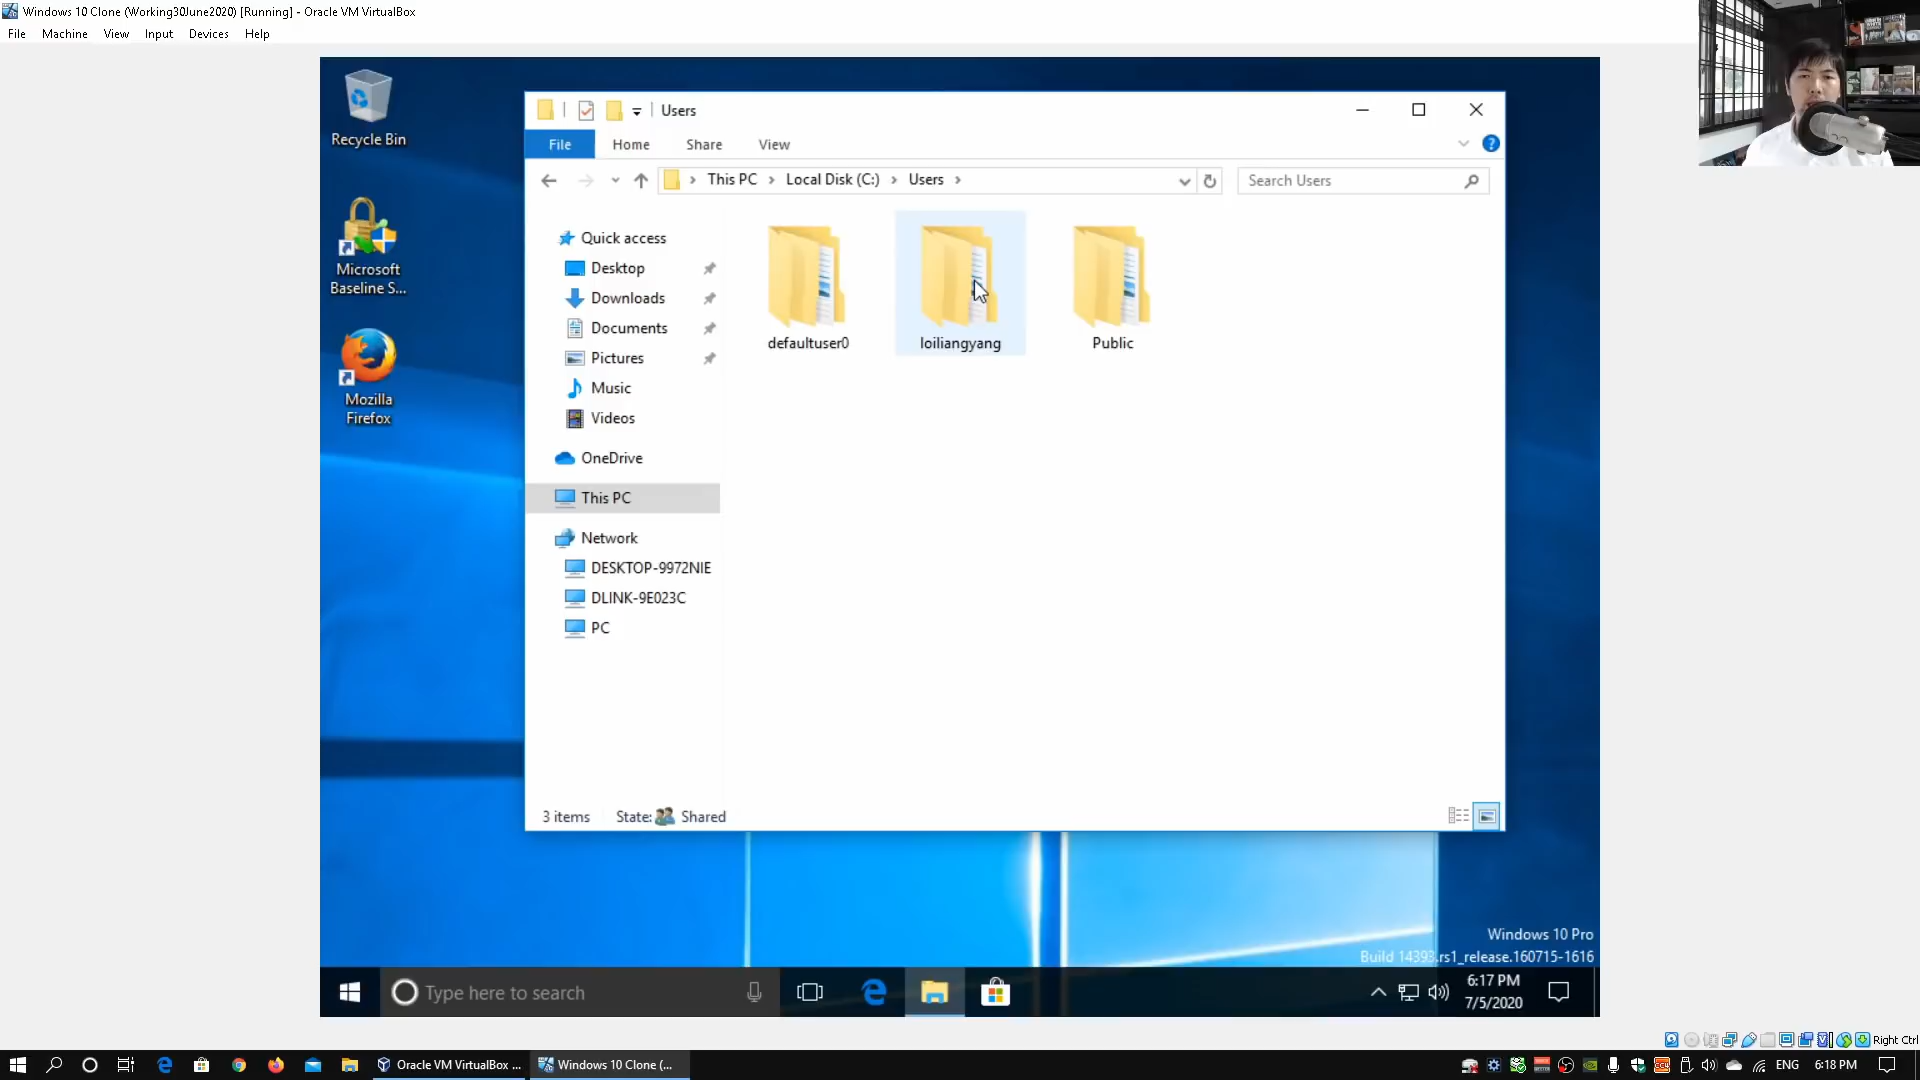 Windows 10 Clone (Working30June2020) [Running] - Oracle VM VirtualBox
File Machine View Input Devices Help
Recycle Bin
Microsoft
Baseline S...
Mozilla
Firefox
Users
File Home Share View
This PC Local Disk (C:) Users
Search Users
Quick access
Desktop
Downloads
Documents
Pictures
Music
Videos
OneDrive
This PC
Network
DESKTOP-9972NIE
DLINK-9E023C
PC
defaultuser0
loiliangyang
Public
3 items State: Shared
Windows 10 Pro
Build 14393.rs1_release.160715-1616
Type here to search
6:17 PM
7/5/2020
Right Ctrl
Oracle VM VirtualBox ...
Windows 10 Clone (...
ENG
6:18 PM